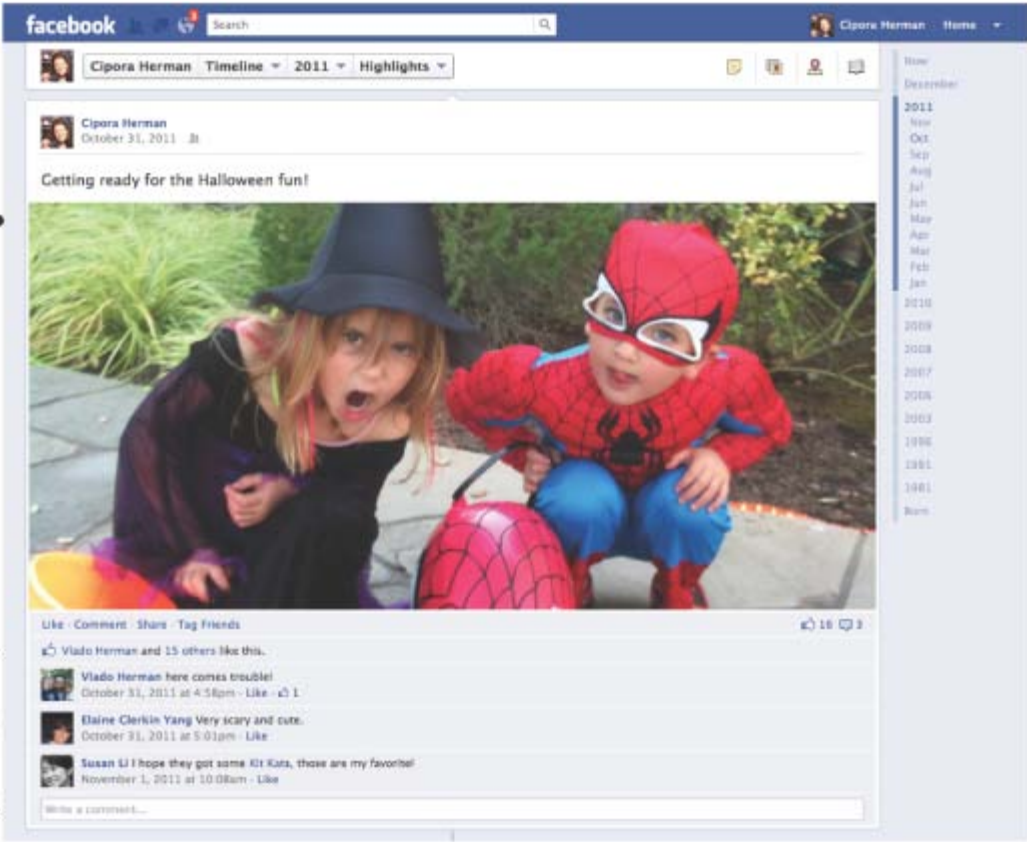 facebook
3
Search
Cipora Herman Home
Cipora Herman Timeline 2011 Highlights
Now
December
2011
Nov
Oct
Sep
Aug
Jul
Jun
May
Apr
Mar
Feb
Jan
2010
2009
2008
2007
2006
2003
1991
1981
Born
Cipora Herman
October 31, 2011
Getting ready for the Halloween fun!
Like · Comment · Share · Tag Friends
16 3
Vlado Herman and 15 others like this.
Vlado Herman here comes trouble!
October 31, 2011 at 4:58pm · Like · 1
Elaine Clerkin Yang Very scary and cute.
October 31, 2011 at 5:01pm · Like
Susan Li I hope they got some Kit Kats, those are my favorite!
November 1, 2011 at 10:08am · Like
Write a comment...